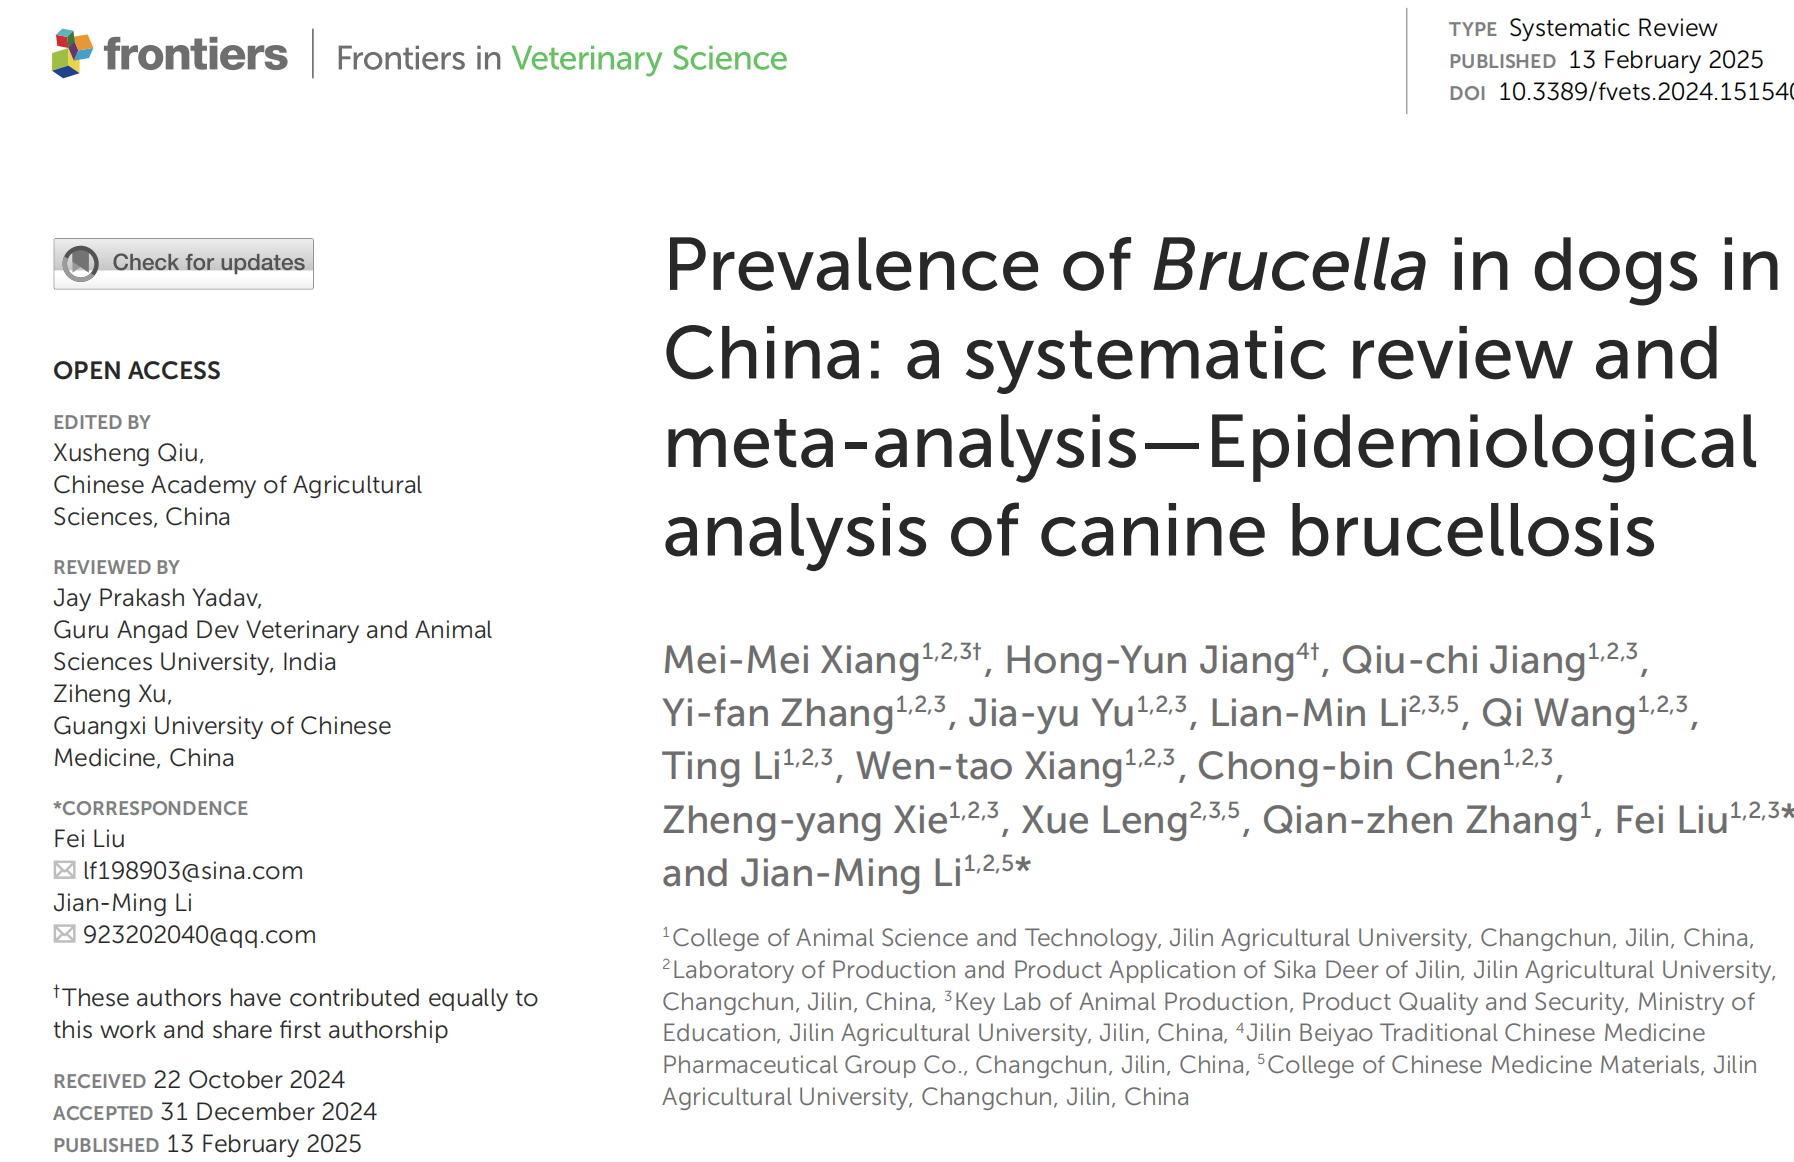 frontiers | Frontiers in Veterinary Science
TYPE Systematic Review
PUBLISHED 13 February 2025
DOI 10.3389/fvets.2024.151540
Check for updates
OPEN ACCESS
EDITED BY
Xusheng Qiu,
Chinese Academy of Agricultural
Sciences, China
REVIEWED BY
Jay Prakash Yadav,
Guru Angad Dev Veterinary and Animal
Sciences University, India
Ziheng Xu,
Guangxi University of Chinese
Medicine, China
*CORRESPONDENCE
Fei Liu
lf198903@sina.com
Jian-Ming Li
923202040@qq.com
†These authors have contributed equally to
this work and share first authorship
RECEIVED 22 October 2024
ACCEPTED 31 December 2024
PUBLISHED 13 February 2025
Prevalence of Brucella in dogs in
China: a systematic review and
meta-analysis—Epidemiological
analysis of canine brucellosis
Mei-Mei Xiang1,2,3†, Hong-Yun Jiang4†, Qiu-chi Jiang1,2,3,
Yi-fan Zhang1,2,3, Jia-yu Yu1,2,3, Lian-Min Li2,3,5, Qi Wang1,2,3,
Ting Li1,2,3, Wen-tao Xiang1,2,3, Chong-bin Chen1,2,3,
Zheng-yang Xie1,2,3, Xue Leng2,3,5, Qian-zhen Zhang1, Fei Liu1,2,3*
and Jian-Ming Li1,2,5*
1College of Animal Science and Technology, Jilin Agricultural University, Changchun, Jilin, China,
2Laboratory of Production and Product Application of Sika Deer of Jilin, Jilin Agricultural University,
Changchun, Jilin, China, 3Key Lab of Animal Production, Product Quality and Security, Ministry of
Education, Jilin Agricultural University, Jilin, China, 4Jilin Beiyao Traditional Chinese Medicine
Pharmaceutical Group Co., Changchun, Jilin, China, 5College of Chinese Medicine Materials, Jilin
Agricultural University, Changchun, Jilin, China